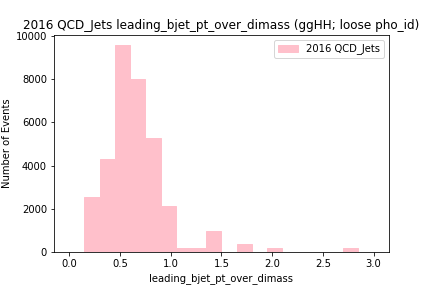 2016 QCD_Jets leading_bjet_pt_over_dimass (ggHH; loose pho_id)
2016 QCD_Jets
Number of Events
10000
8000
6000
4000
2000
0
0.0 0.5 1.0 1.5 2.0 2.5 3.0
leading_bjet_pt_over_dimass